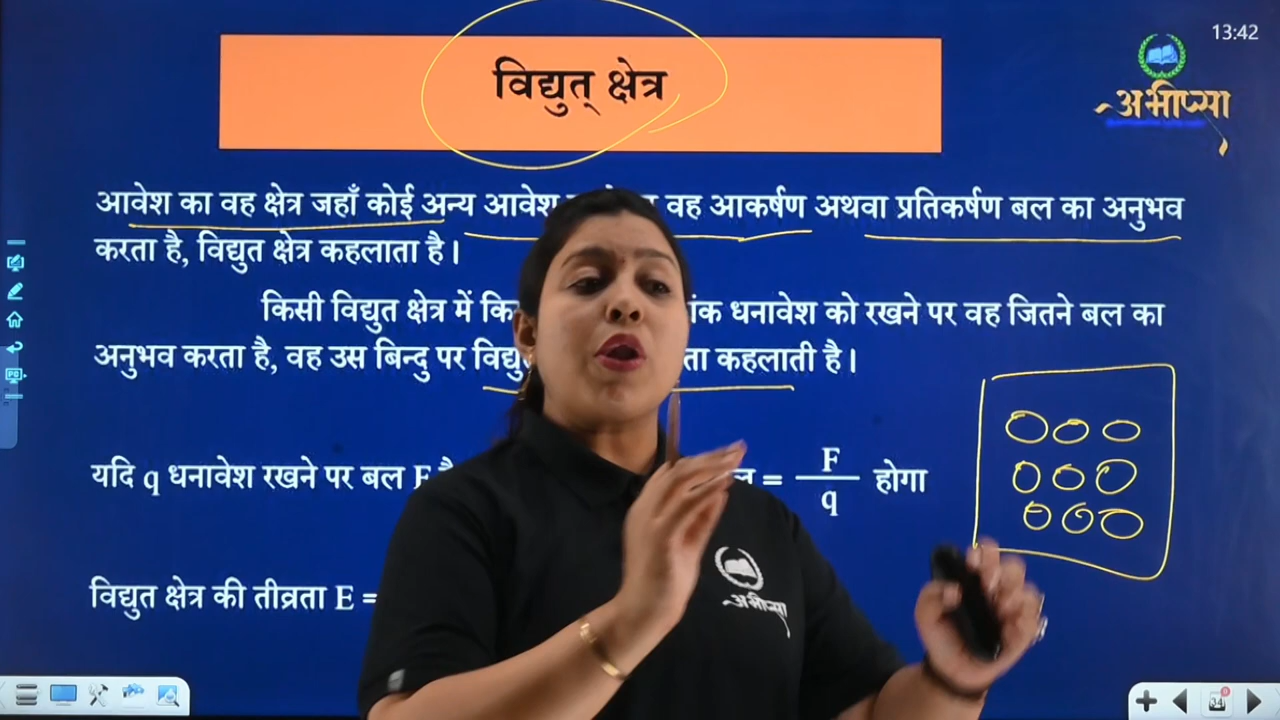 13:42
विद्युत् क्षेत्र
अभीप्सा
आवेश का वह क्षेत्र जहाँ कोई अन्य आवेश वह आकर्षण अथवा प्रतिकर्षण बल का अनुभव
करता है, विद्युत क्षेत्र कहलाता है।
किसी विद्युत क्षेत्र में धनावेश को रखने पर वह जितने बल का
अनुभव करता है, वह उस बिन्दु पर कहलाती है।
यदि q धनावेश रखने पर बल F = F/q होगा
विद्युत क्षेत्र की तीव्रता E =
अभीप्सा
34